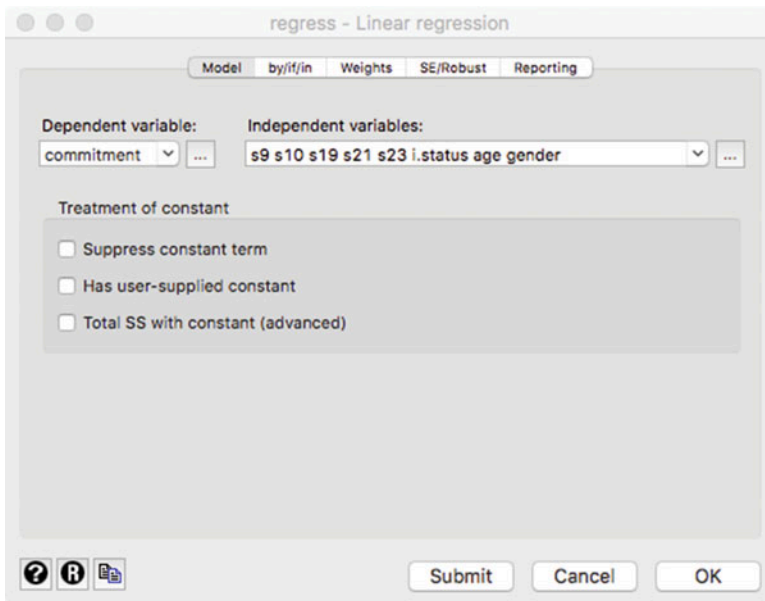 regress - Linear regression
Model by/if/in Weights SE/Robust Reporting
Dependent variable: Independent variables:
commitment ... s9 s10 s19 s21 s23 i.status age gender ...
Treatment of constant
Suppress constant term
Has user-supplied constant
Total SS with constant (advanced)
? R Submit Cancel OK